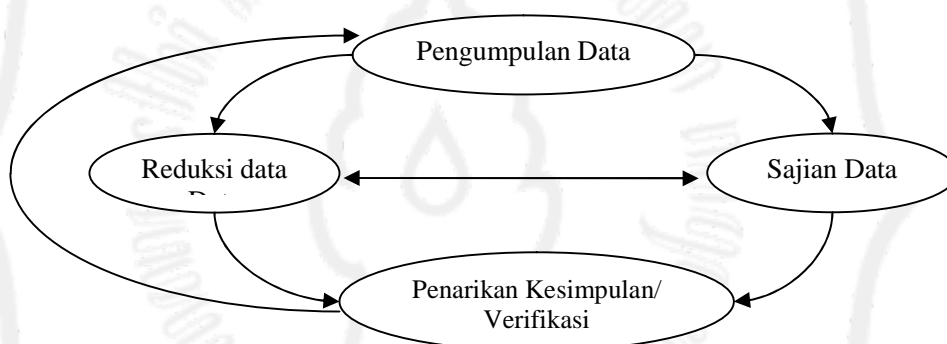 Pengumpulan Data
Reduksi data
Sajian Data
Penarikan Kesimpulan/
Verifikasi